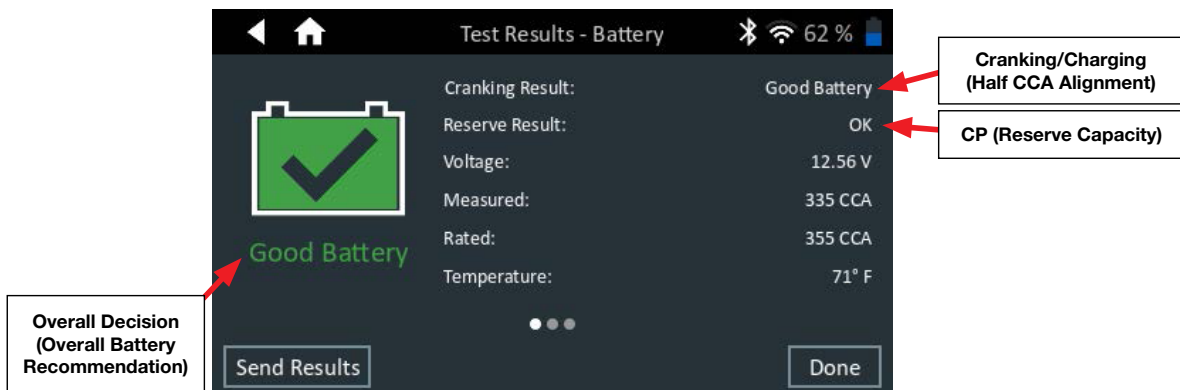 Test Results - Battery
62 %
Cranking Result:
Good Battery
Reserve Result:
OK
Voltage:
12.56 V
Measured:
335 CCA
Rated:
355 CCA
Temperature:
71° F
Good Battery
Send Results
Done
Cranking/Charging
(Half CCA Alignment)
CP (Reserve Capacity)
Overall Decision
(Overall Battery
Recommendation)